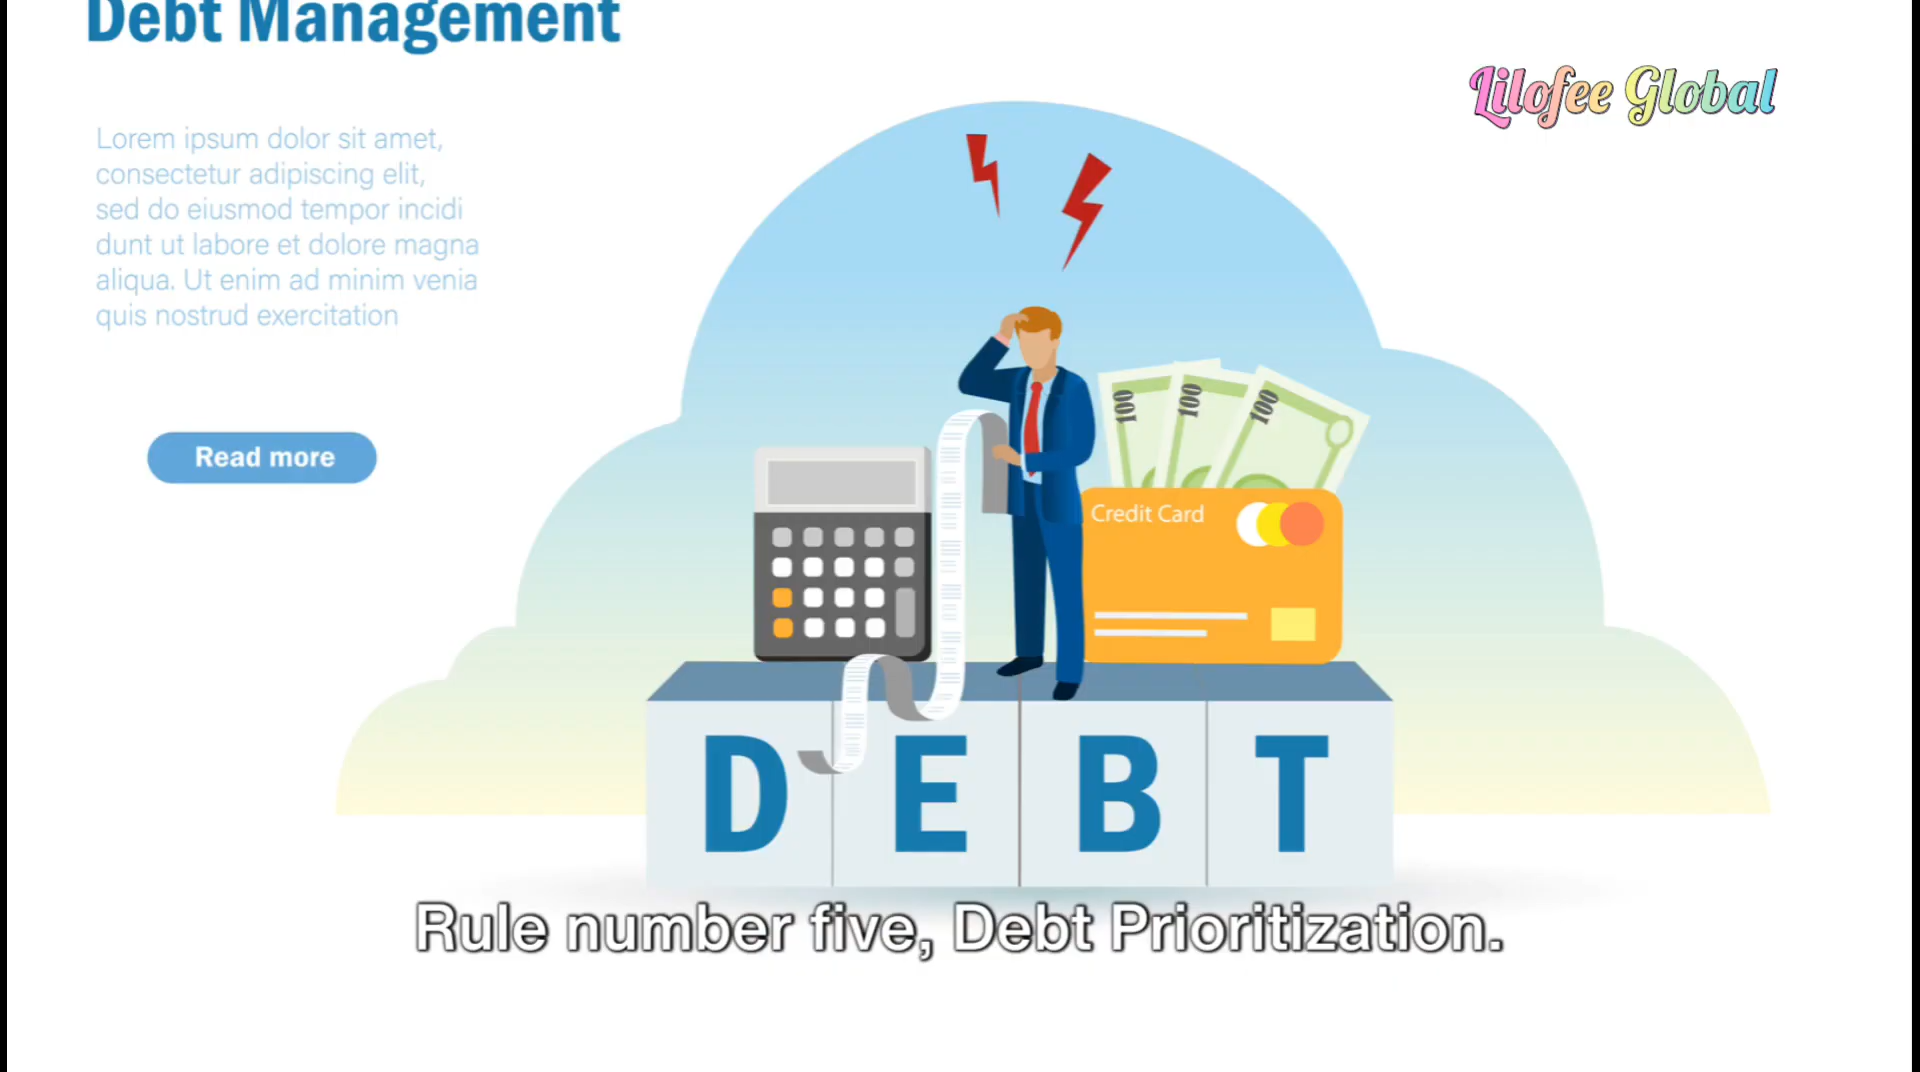 Debt Management
Lilofee Global
Lorem ipsum dolor sit amet,
consectetur adipiscing elit,
sed do eiusmod tempor incidi
dunt ut labore et dolore magna
aliqua. Ut enim ad minim venia
quis nostrud exercitation
Read more
100 100 100
Credit Card
DEBT
Rule number five, Debt Prioritization.